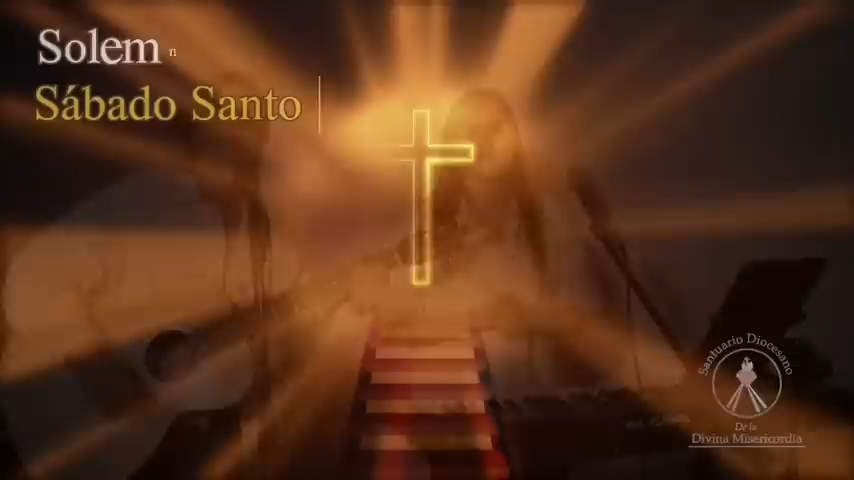 Solem n
Sábado Santo
Santuario Diocesano
De la
Divina Misericordia